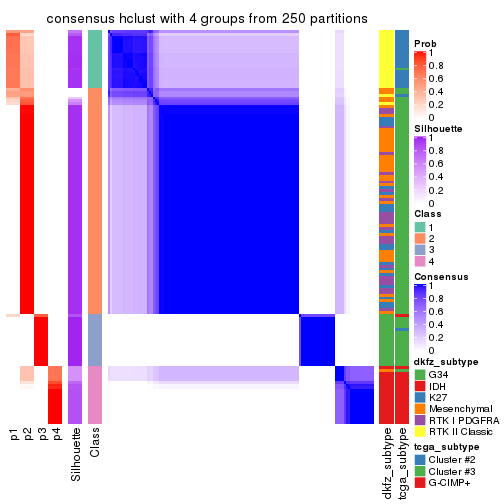 consensus hclust with 4 groups from 250 partitions
Prob
1
0.8
0.6
0.4
0.2
0
Silhouette
1
0.8
0.6
0.4
0.2
0
Class
1
2
3
4
Consensus
1
0.8
0.6
0.4
0.2
0
dkfz_subtype
G34
IDH
K27
Mesenchymal
RTK I PDGFRA
RTK II Classic
tcga_subtype
Cluster #2
Cluster #3
G-CIMP+
p1
p2
p3
p4
Silhouette
Class
dkfz_subtype
tcga_subtype